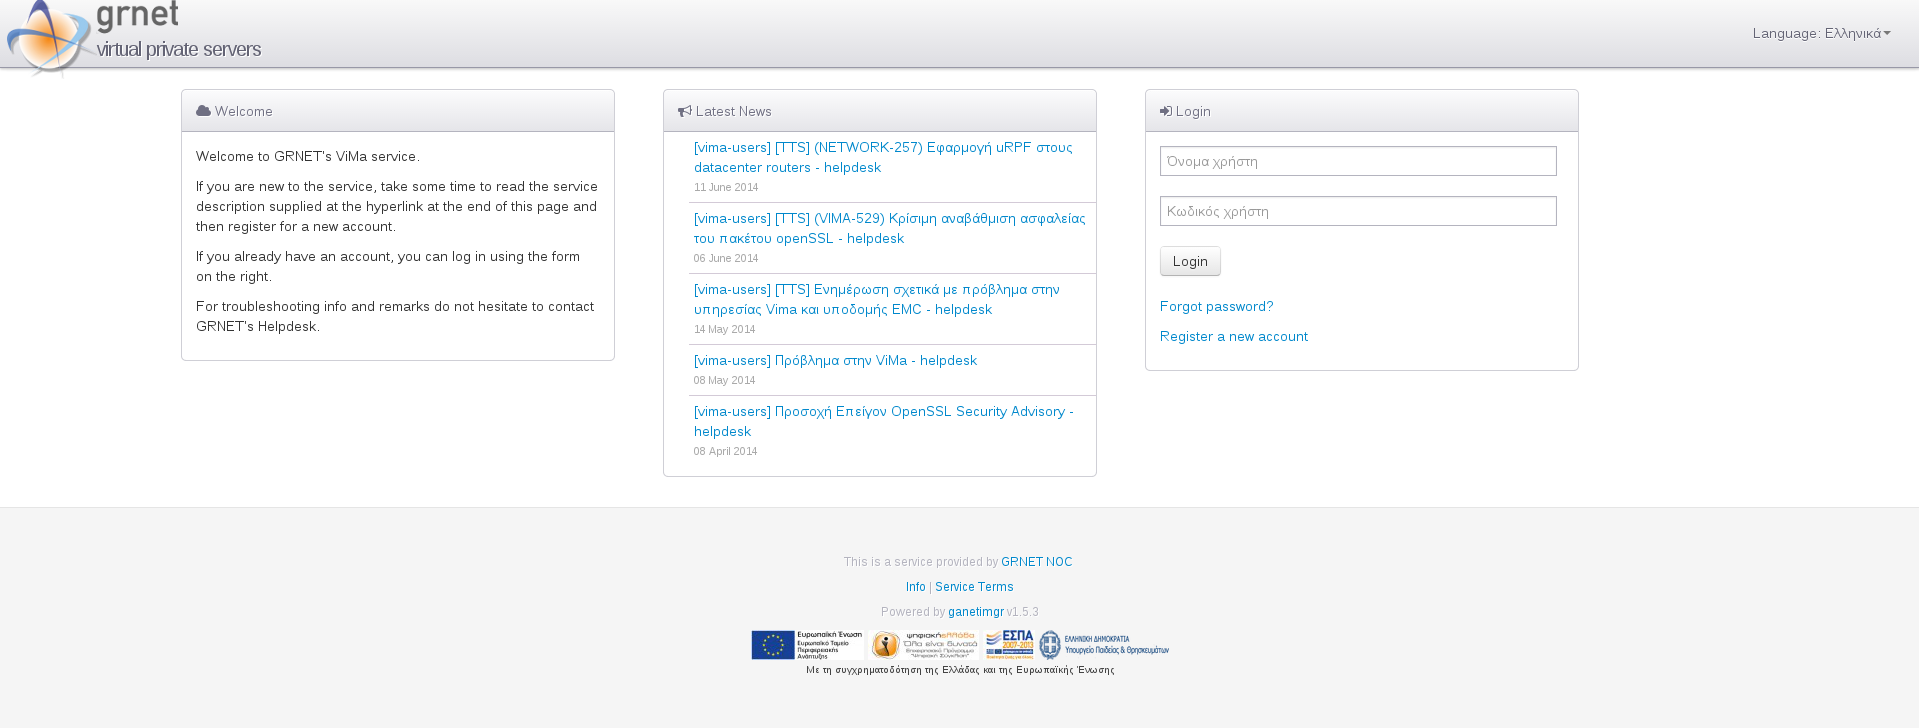 grnet
virtual private servers
Language: Ελληνικά
Welcome
Welcome to GRNET's ViMa service.
If you are new to the service, take some time to read the service
description supplied at the hyperlink at the end of this page and
then register for a new account.
If you already have an account, you can log in using the form
on the right.
For troubleshooting info and remarks do not hesitate to contact
GRNET's Helpdesk.
Latest News
[vima-users] [TTS] (NETWORK-257) Εφαρμογή uRPF στους
datacenter routers - helpdesk
11 June 2014
[vima-users] [TTS] (VIMA-529) Κρίσιμη αναβάθμιση ασφαλείας
του πακέτου openSSL - helpdesk
06 June 2014
[vima-users] [TTS] Ενημέρωση σχετικά με πρόβλημα στην
υπηρεσίας Vima και υποδομής EMC - helpdesk
14 May 2014
[vima-users] Πρόβλημα στην ViMa - helpdesk
08 May 2014
[vima-users] Προσοχή Επείγον OpenSSL Security Advisory -
helpdesk
08 April 2014
Login
Όνομα χρήστη
Κωδικός χρήστη
Login
Forgot password?
Register a new account
This is a service provided by GRNET NOC
Info | Service Terms
Powered by ganetimgr v1.5.3
Ευρωπαϊκή Ένωση
Ευρωπαϊκό Ταμείο
Περιφερειακής
Ανάπτυξης
ψηφιακή ελλάδα
Όλα είναι δυνατά
Επιχειρησιακό Πρόγραμμα
"Ψηφιακή Σύγκλιση"
ΕΣΠΑ
2007-2013
ΕΛΛΗΝΙΚΗ ΔΗΜΟΚΡΑΤΙΑ
Υπουργείο Παιδείας & Θρησκευμάτων
Με τη συγχρηματοδότηση της Ελλάδας και της Ευρωπαϊκής Ένωσης